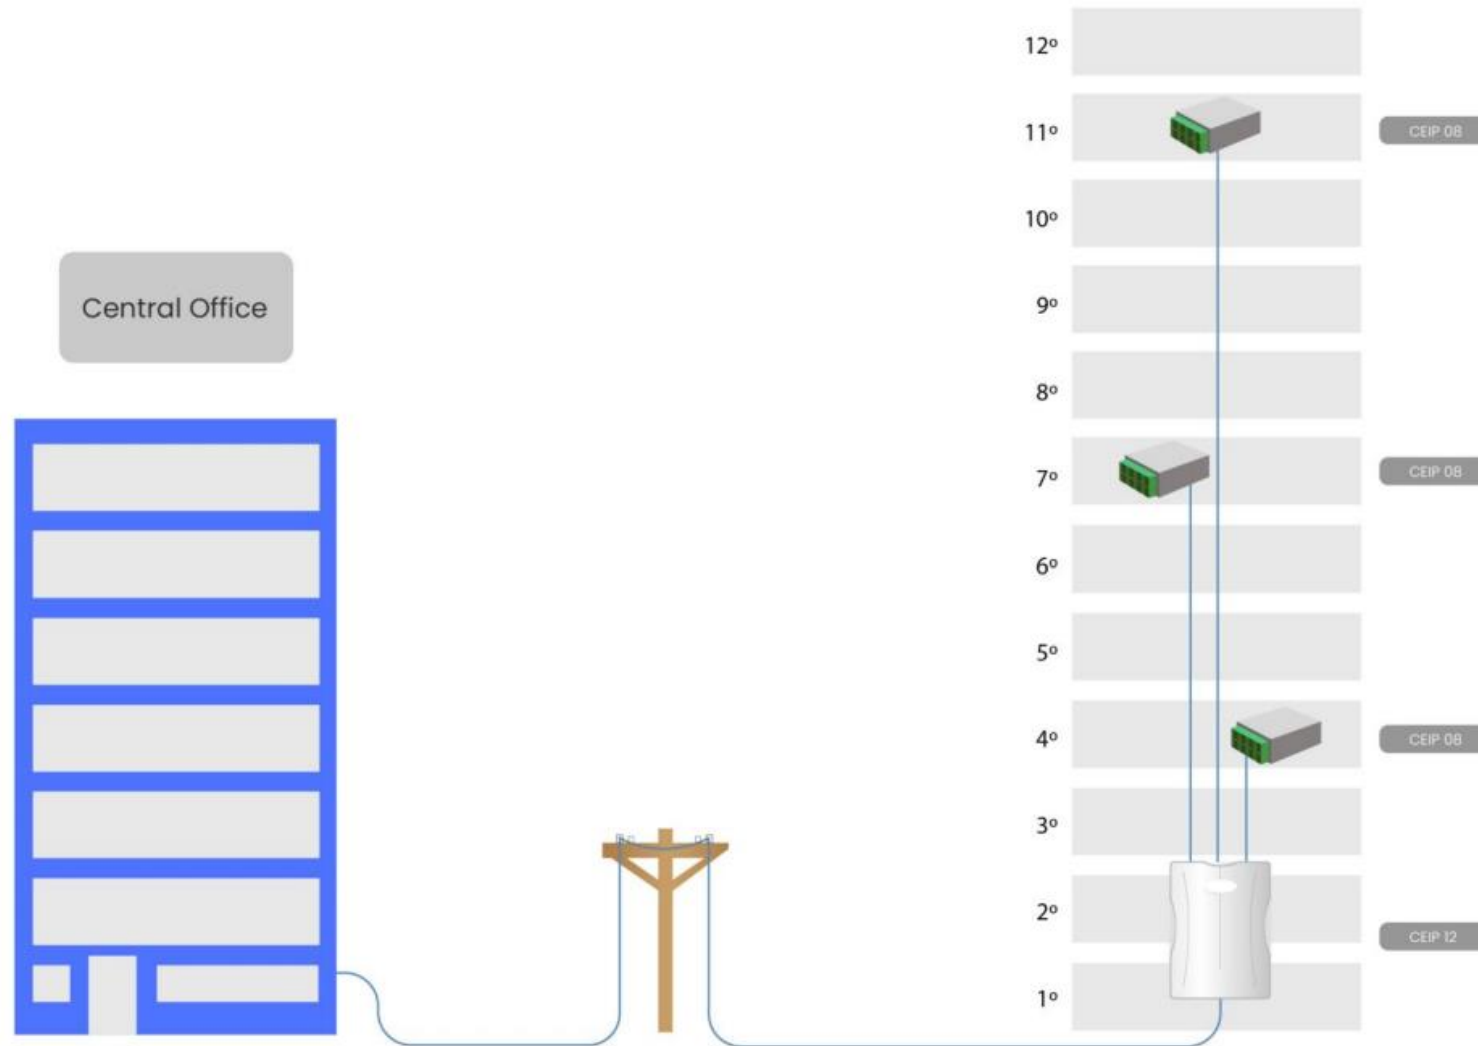 Central Office
12º
11º
CEIP 08
10º
9º
8º
7º
CEIP 08
6º
5º
4º
CEIP 08
3º
2º
CEIP 12
1º